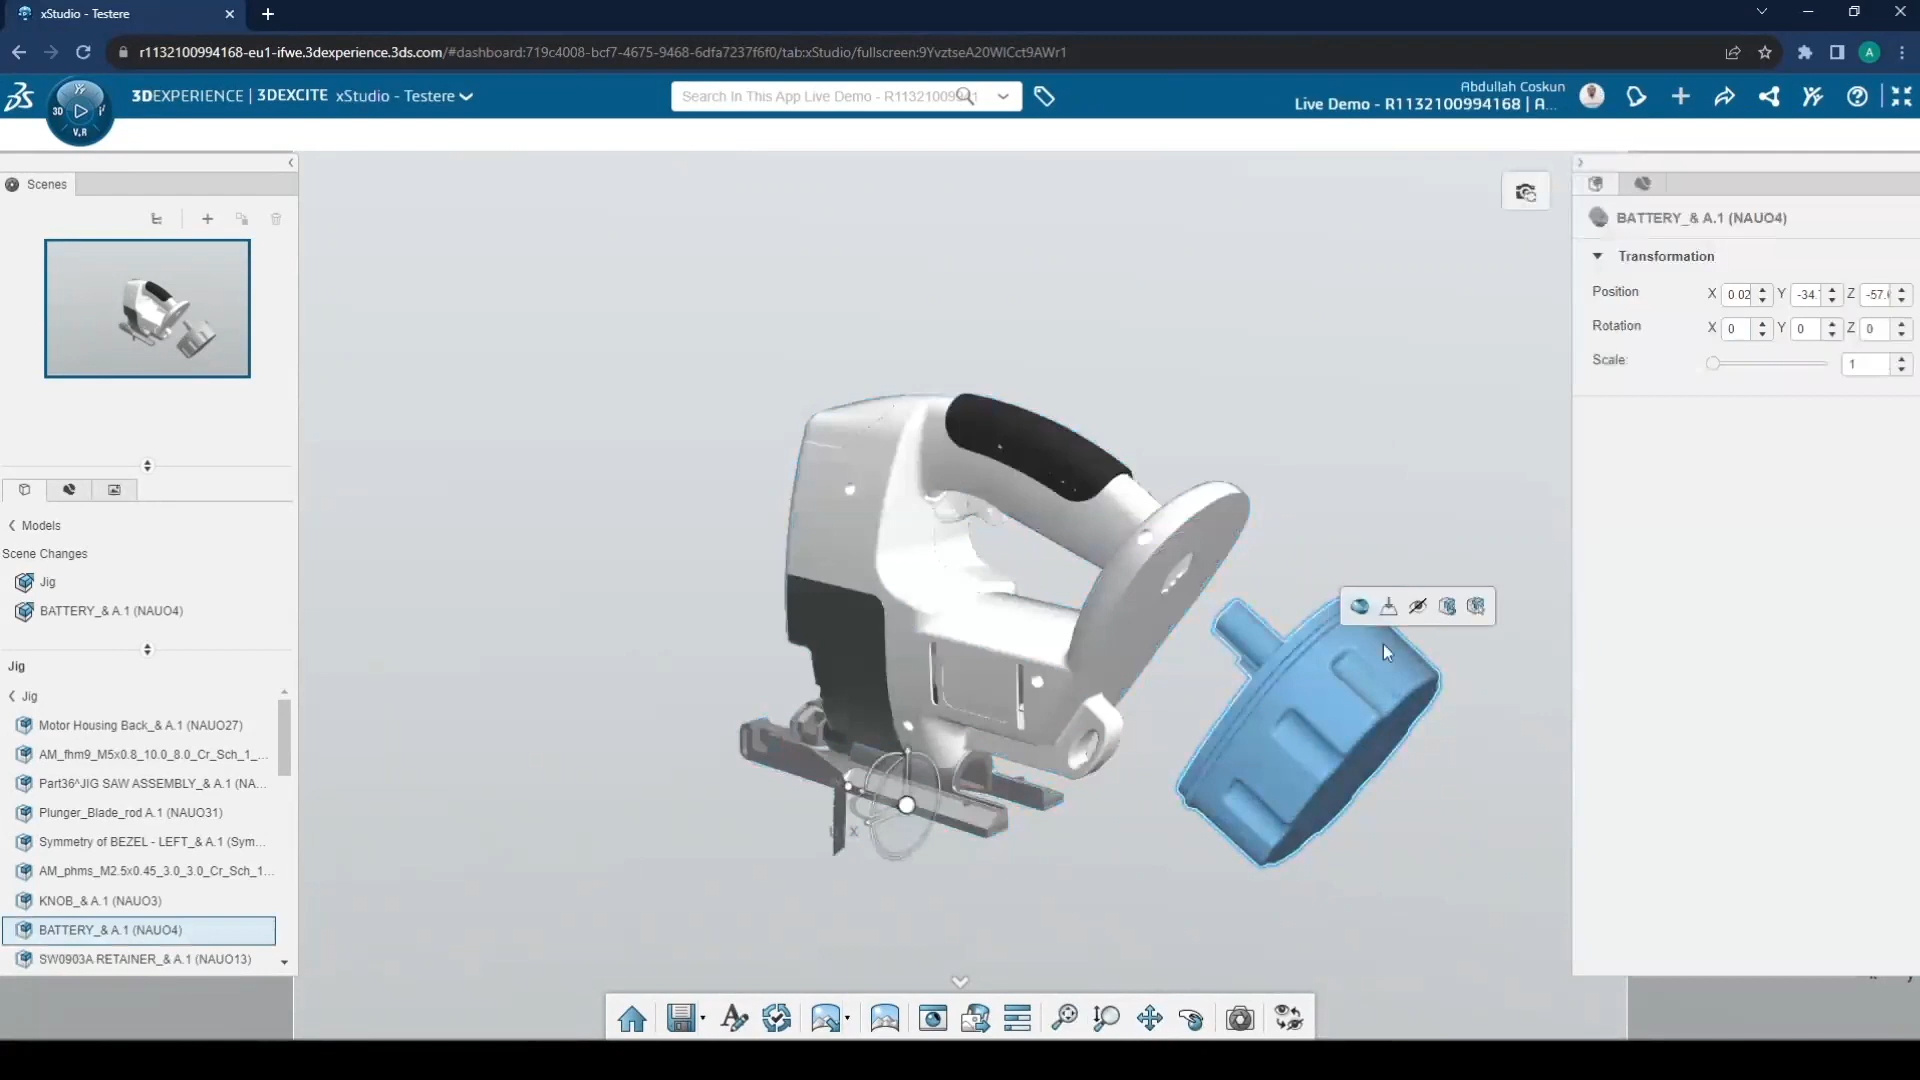 xStudio - Testere
r1132100994168-eu1-ifwe.3dexperience.3ds.com/#dashboard:719c4008-bcf7-4675-9468-6dfa7237f6f0/tab:xStudio/fullscreen:9YvztseA20WlCct9AWr1
A
3DEXPERIENCE | 3DEXCITE xStudio - Testere
Search In This App Live Demo - R11321009941
Abdullah Coskun
Live Demo - R1132100994168 | A...
3D
V.R
Scenes
BATTERY_& A.1 (NAUO4)
Transformation
Position X 0.02 Y -34. Z -57.
Rotation X 0 Y 0 Z 0
Scale: 1
Models
Scene Changes
Jig
BATTERY_& A.1 (NAUO4)
Jig
Jig
Motor Housing Back_& A.1 (NAUO27)
AM_fhm9_M5x0.8_10.0_8.0_Cr_Sch_1_...
Part36^JIG SAW ASSEMBLY_& A.1 (NA...
Plunger_Blade_rod A.1 (NAUO31)
Symmetry of BEZEL - LEFT_& A.1 (Sym...
AM_phms_M2.5x0.45_3.0_3.0_Cr_Sch_1...
KNOB_& A.1 (NAUO3)
BATTERY_& A.1 (NAUO4)
SW0903A RETAINER_& A.1 (NAUO13)
X